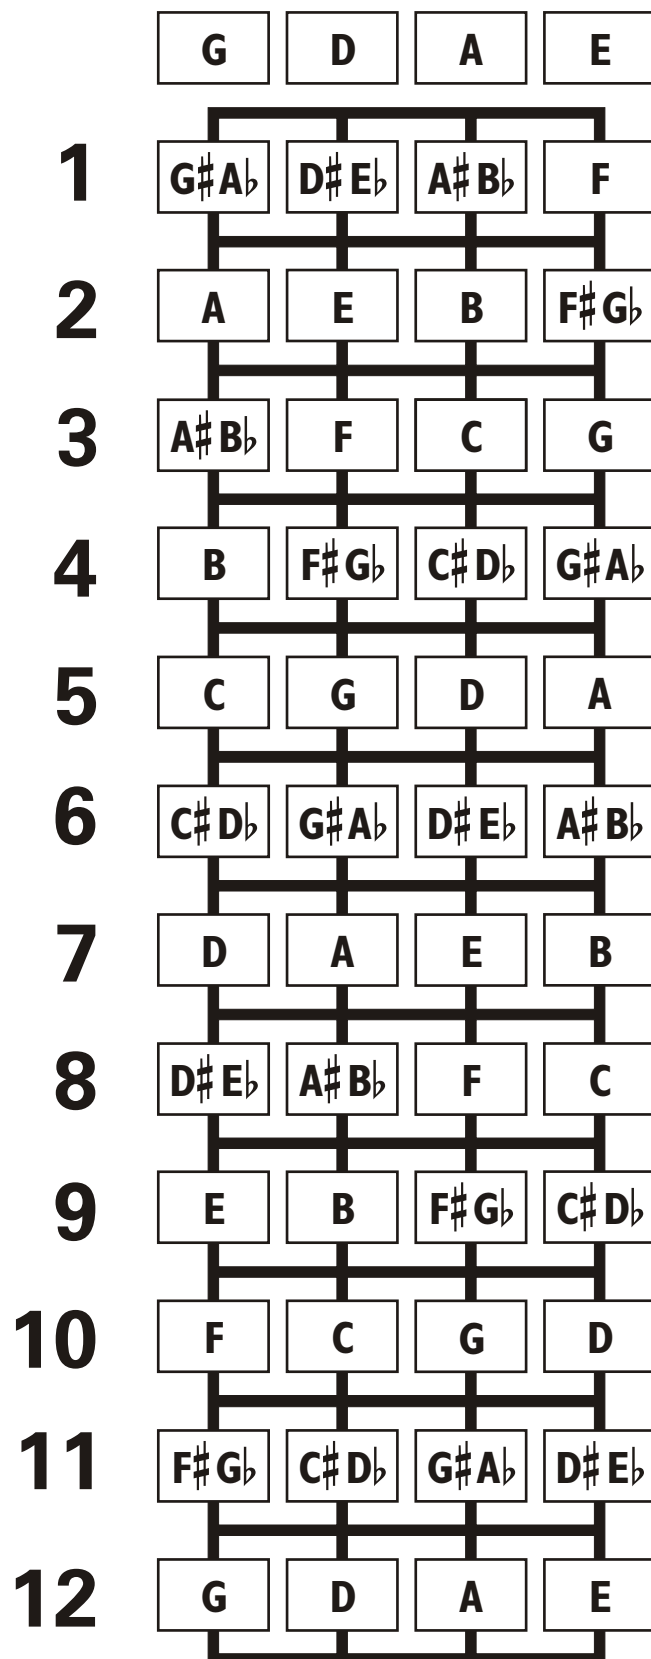 G D A E
1 G♯A♭ D♯E♭ A♯B♭ F
2 A E B F♯G♭
3 A♯B♭ F C G
4 B F♯G♭ C♯D♭ G♯A♭
5 C G D A
6 C♯D♭ G♯A♭ D♯E♭ A♯B♭
7 D A E B
8 D♯E♭ A♯B♭ F C
9 E B F♯G♭ C♯D♭
10 F C G D
11 F♯G♭ C♯D♭ G♯A♭ D♯E♭
12 G D A E